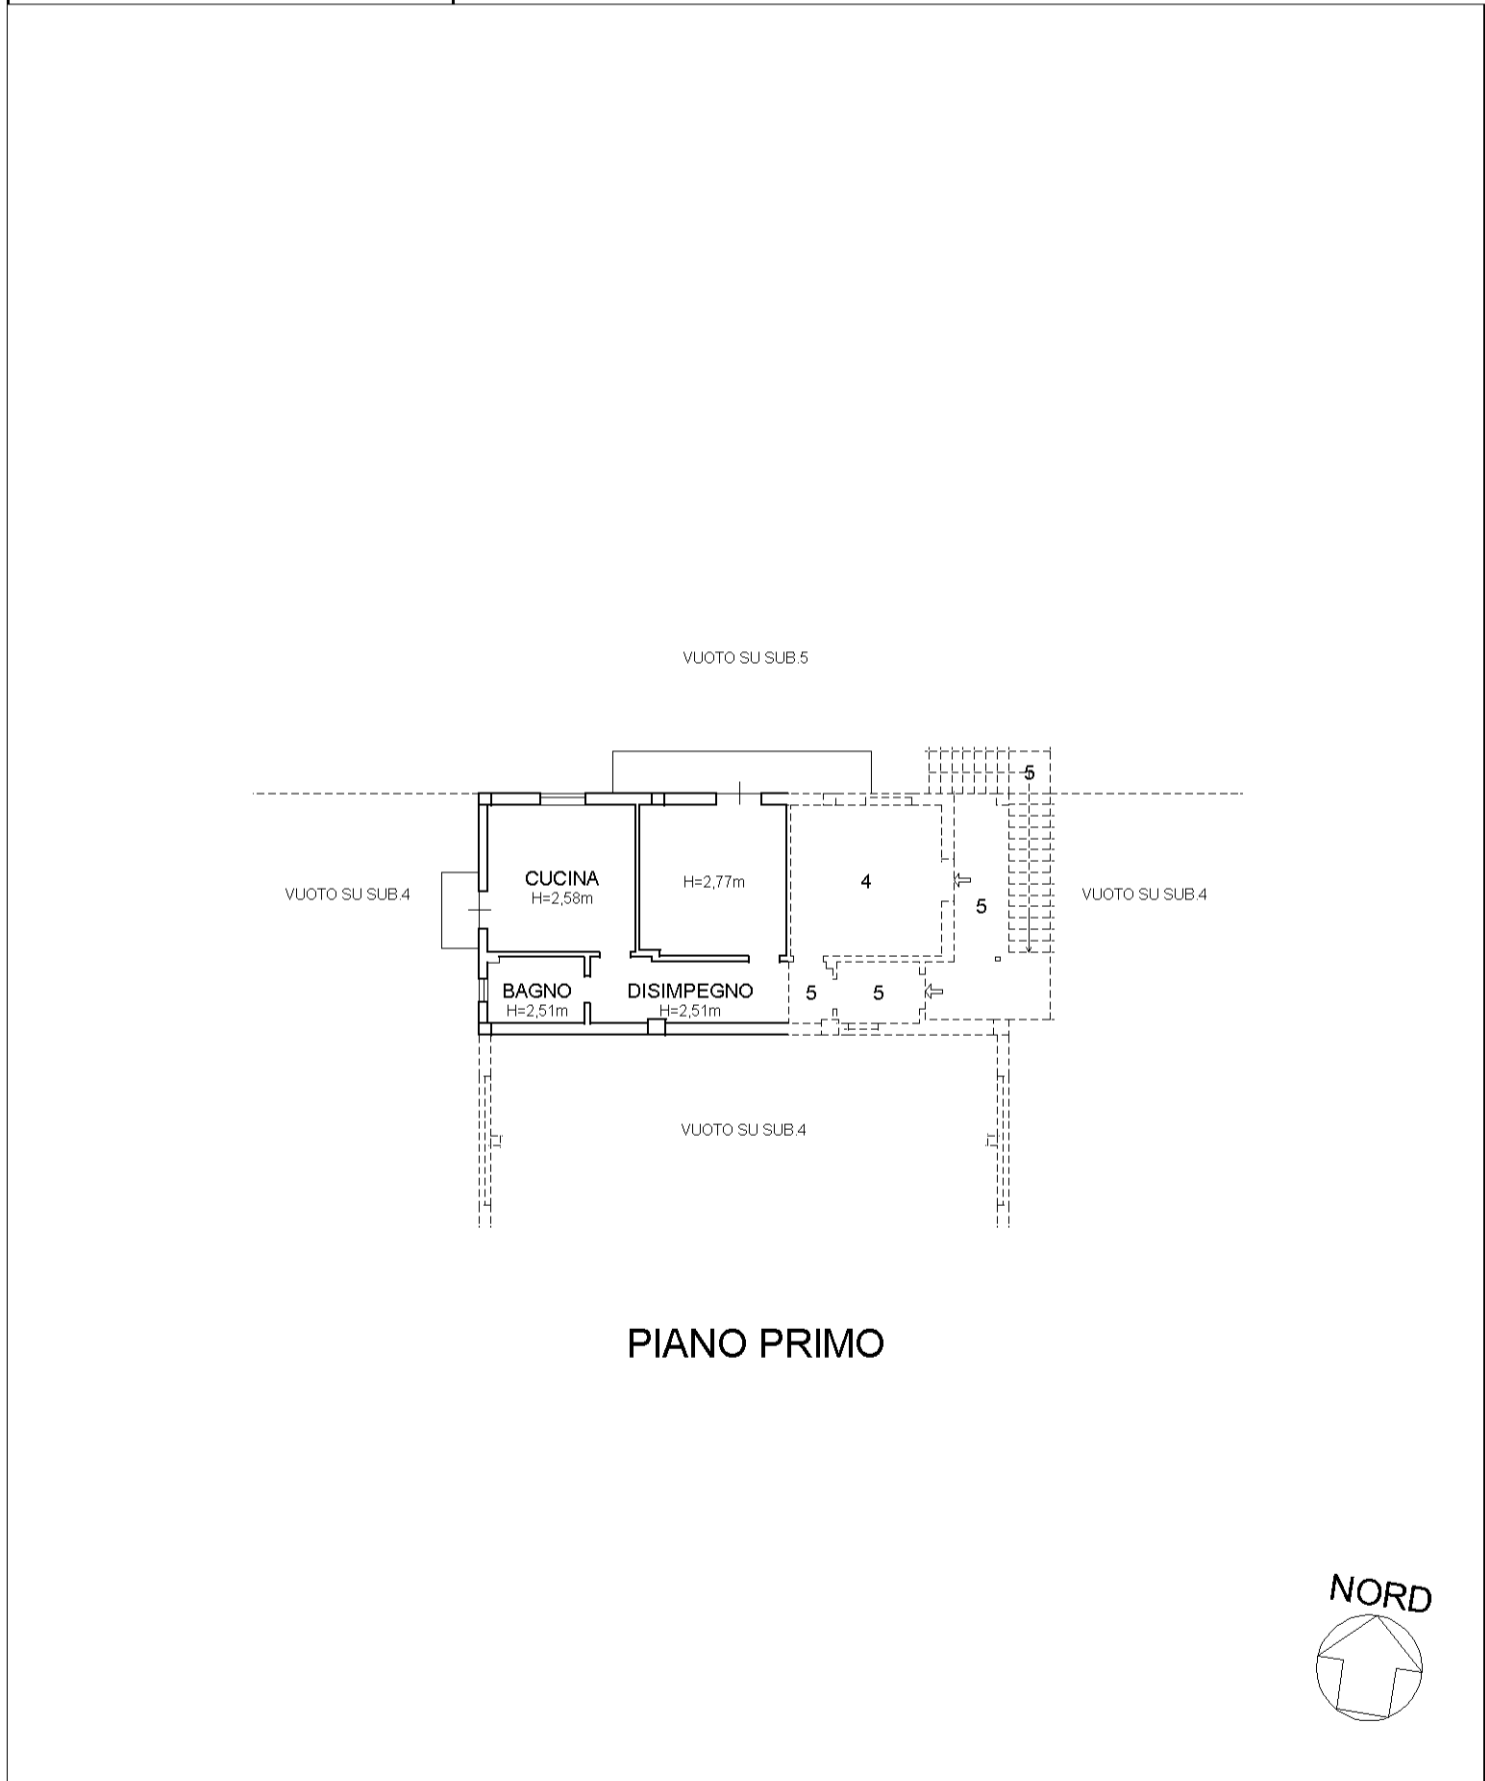 VUOTO SU SUB.5
5
CUCINA
H=2,58m
H=2,77m
4
5
VUOTO SU SUB.4
VUOTO SU SUB.4
BAGNO
H=2,51m
DISIMPEGNO
H=2,51m
5
5
VUOTO SU SUB.4
PIANO PRIMO
NORD